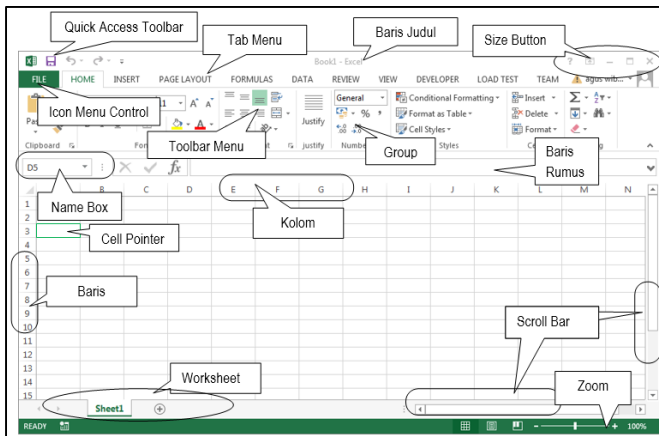 Quick Access Toolbar
Tab Menu
Baris Judul
Size Button
Book1 - Excel
FILE HOME INSERT PAGE LAYOUT FORMULAS DATA REVIEW VIEW DEVELOPER LOAD TEST TEAM agus wib...
Icon Menu Control
General
Conditional Formatting
Insert
Format as Table
Delete
Cell Styles
Format
Justify
Toolbar Menu
Group
Clipboard
Styles
D5
fx
Baris
Rumus
Name Box
Kolom
C D E F G H I J K L M N
1
2
3
4
5
6
7
8
9
10
11
12
13
14
15
Cell Pointer
Baris
Scroll Bar
Worksheet
Zoom
Sheet1
READY
100%